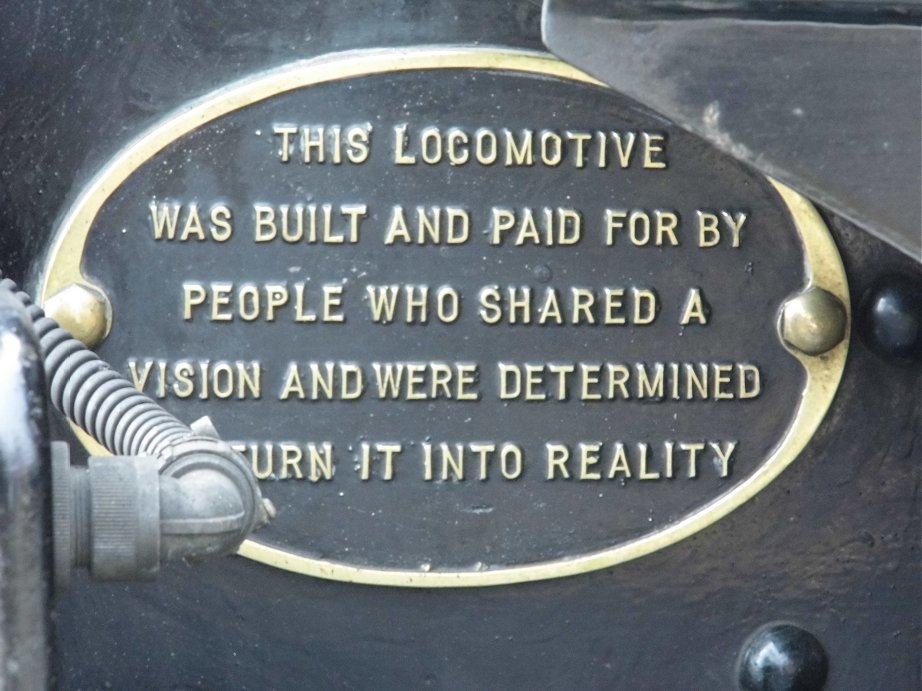 THIS LOCOMOTIVE
WAS BUILT AND PAID FOR BY
PEOPLE WHO SHARED A
VISION AND WERE DETERMINED
TURN IT INTO REALITY